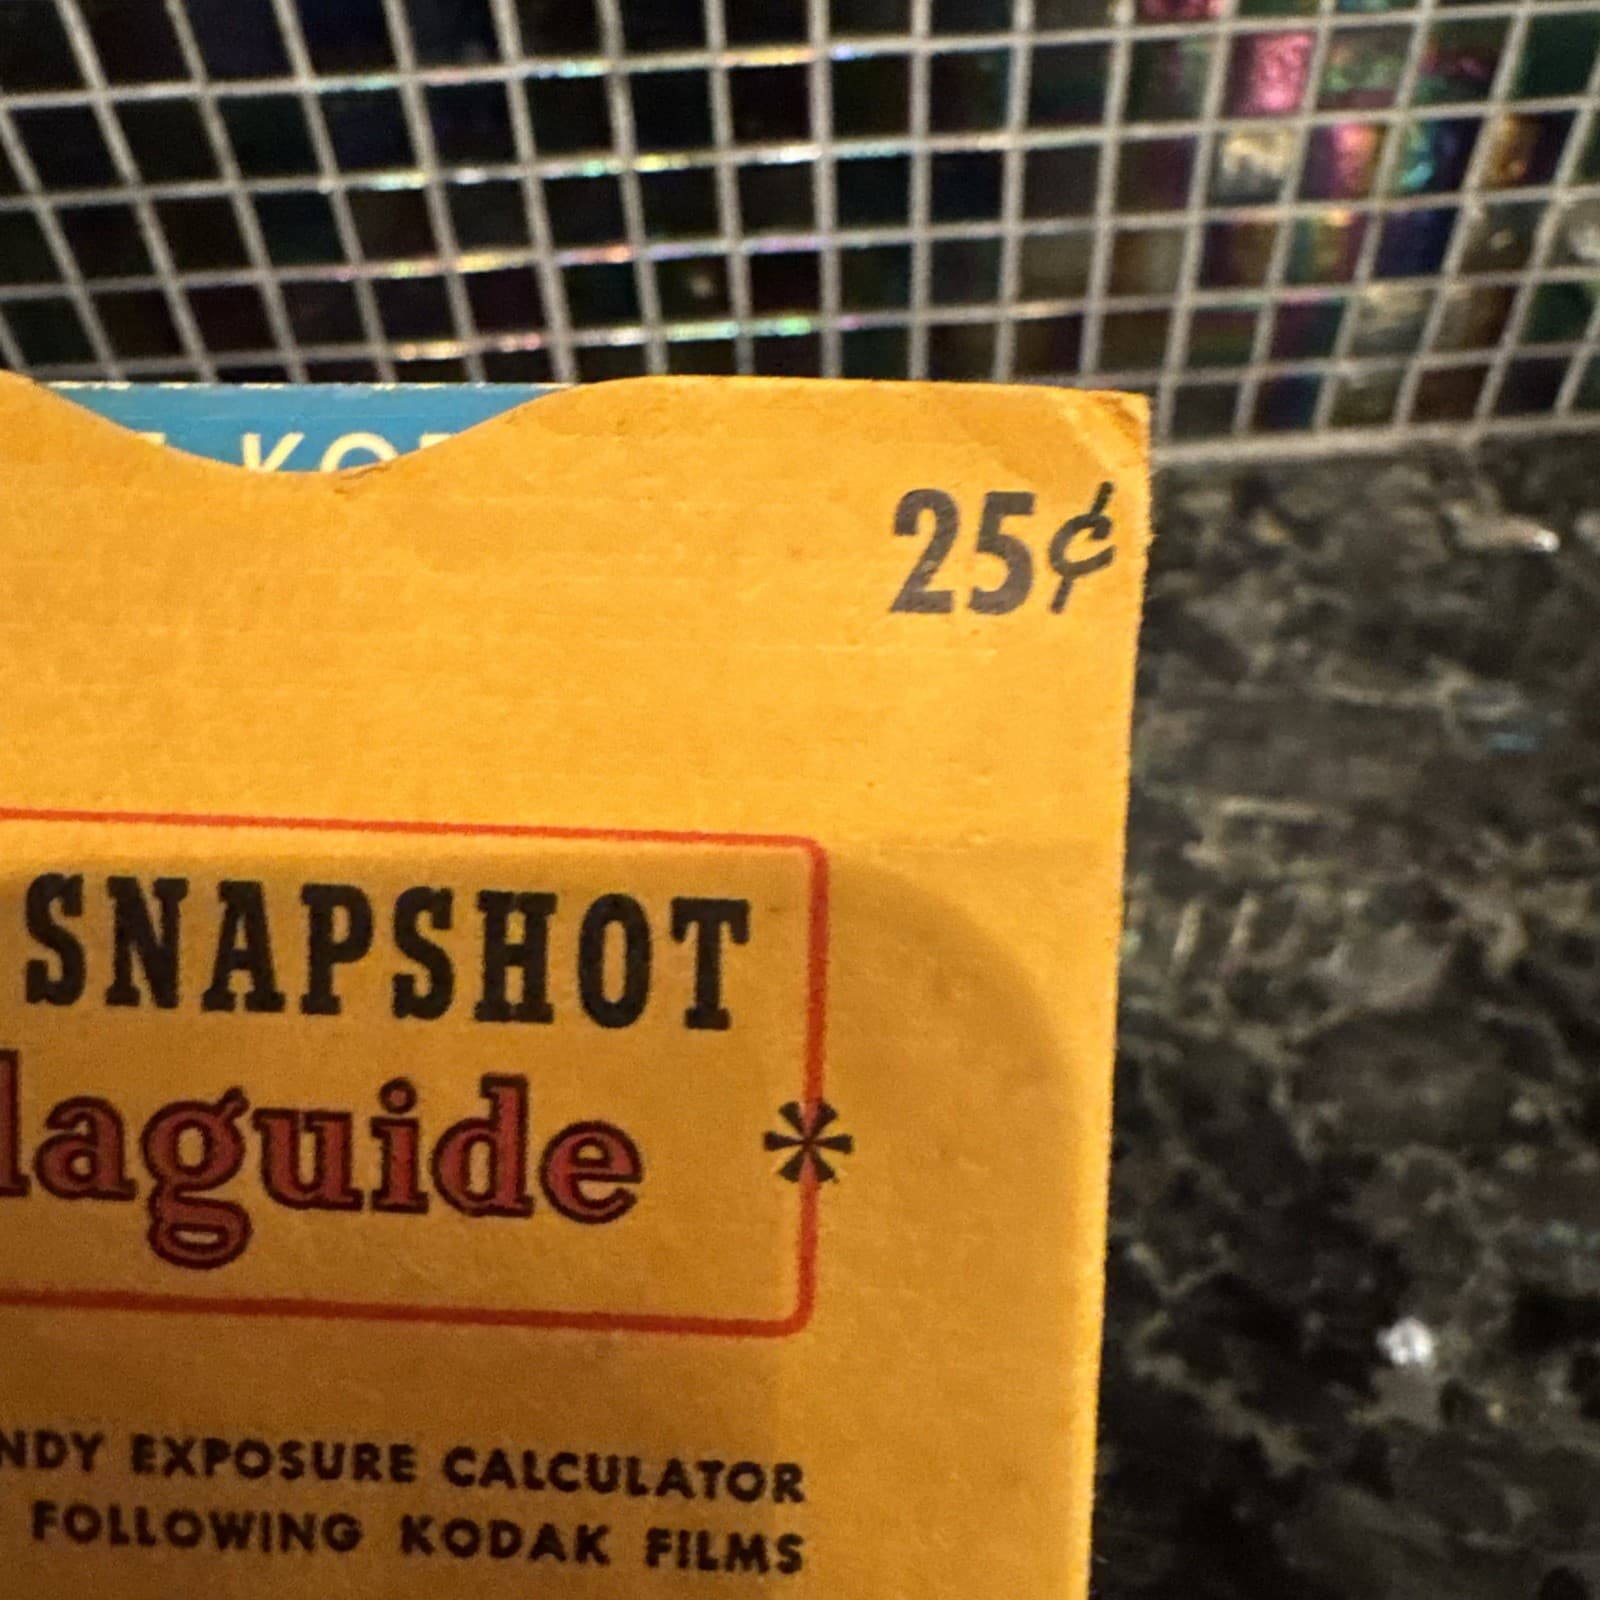 25¢
SNAPSHOT
laguide *
NDY EXPOSURE CALCULATOR
FOLLOWING KODAK FILMS